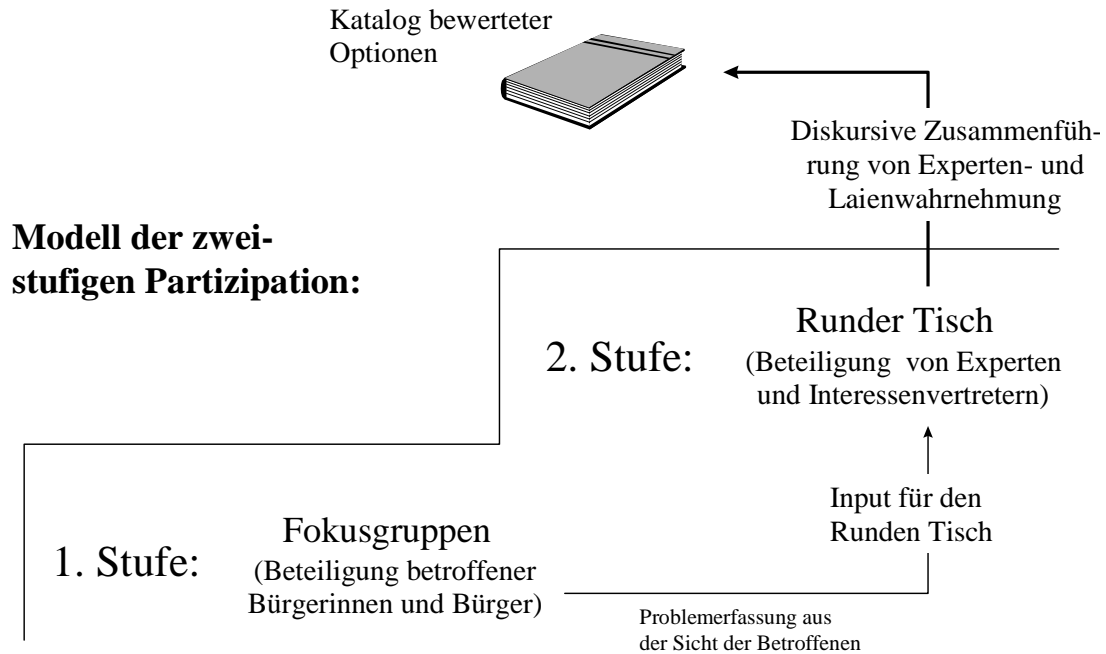 Katalog bewerteter
Optionen
Diskursive Zusammenfüh-
rung von Experten- und
Laienwahrnehmung
Modell der zwei-
stufigen Partizipation:
2. Stufe:
Runder Tisch
(Beteiligung von Experten
und Interessenvertretern)
Input für den
Runden Tisch
1. Stufe:
Fokusgruppen
(Beteiligung betroffener
Bürgerinnen und Bürger)
Problemerfassung aus
der Sicht der Betroffenen